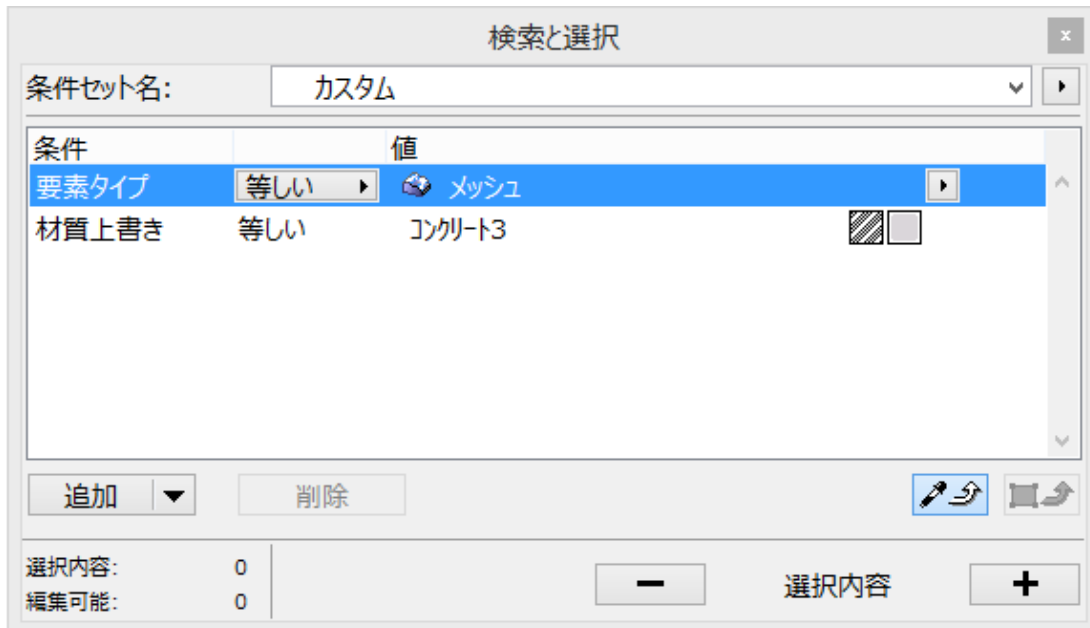 検索と選択 x
条件セット名: カスタム
条件 値
要素タイプ 等しい メッシュ
材質上書き 等しい コンクリート3
追加 削除
選択内容: 0
編集可能: 0
− 選択内容 +